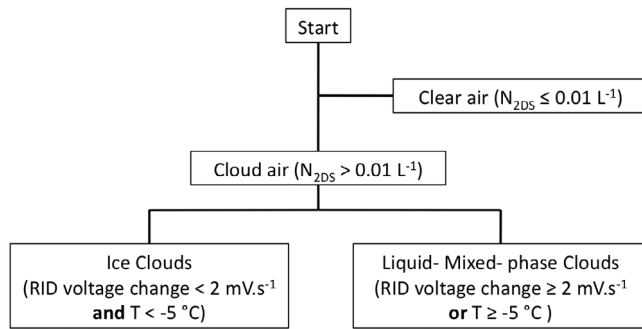 Start
Clear air (N₂DS ≤ 0.01 L⁻¹)
Cloud air (N₂DS > 0.01 L⁻¹)
Ice Clouds
(RID voltage change < 2 mV.s⁻¹
and T < -5 °C)
Liquid- Mixed- phase Clouds
(RID voltage change ≥ 2 mV.s⁻¹
or T ≥ -5 °C )